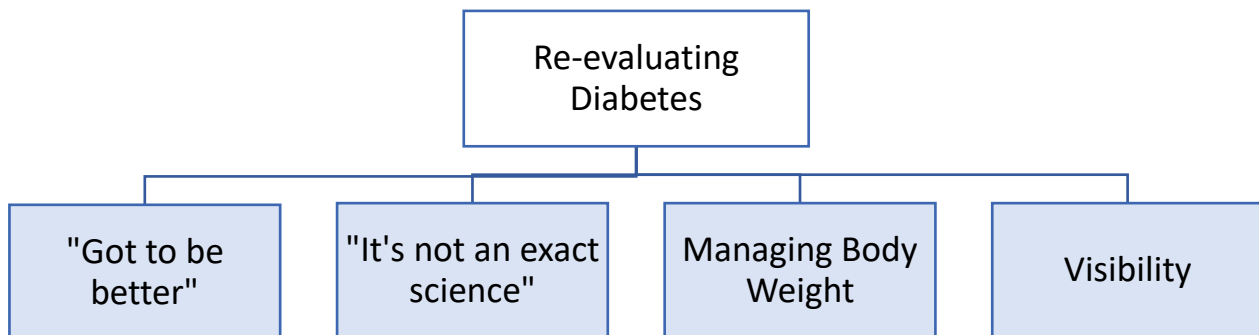 Re-evaluating
Diabetes
"Got to be
better"
"It's not an exact
science"
Managing Body
Weight
Visibility